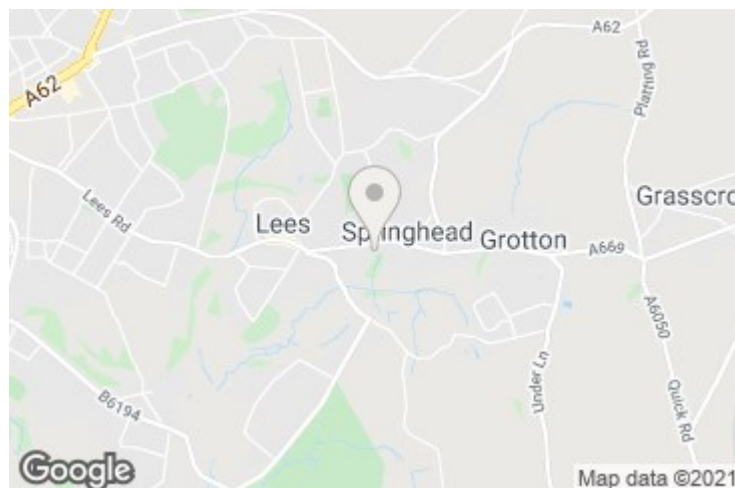 A62
A62
Platting Rd
Grasscro
Lees Rd
Lees
Springhead
Grotton
A669
A6050
Under Ln
Quick Rd
B6194
Google
Map data ©2021